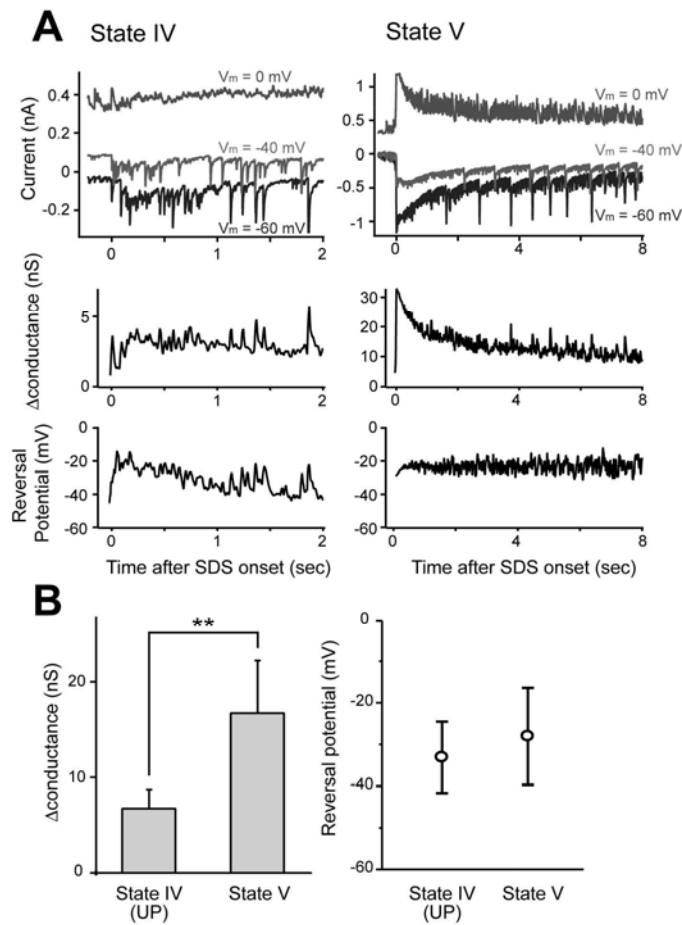 A
State IV
State V
Current (nA)
0.4
0.2
0
-0.2
Vm = 0 mV
Vm = -40 mV
Vm = -60 mV
0
1
2
0.5
0
-0.5
-1
Vm = 0 mV
Vm = -40 mV
Vm = -60 mV
0
4
8
Δconductance (nS)
5
0
0
1
2
30
20
10
0
0
4
8
Reversal
Potential (mV)
0
-20
-40
-60
0
1
2
0
-20
-40
-60
0
4
8
Time after SDS onset (sec)
Time after SDS onset (sec)
B
Δconductance (nS)
20
10
0
**
State IV
(UP)
State V
Reversal potential (mV)
0
-20
-40
-60
State IV
(UP)
State V